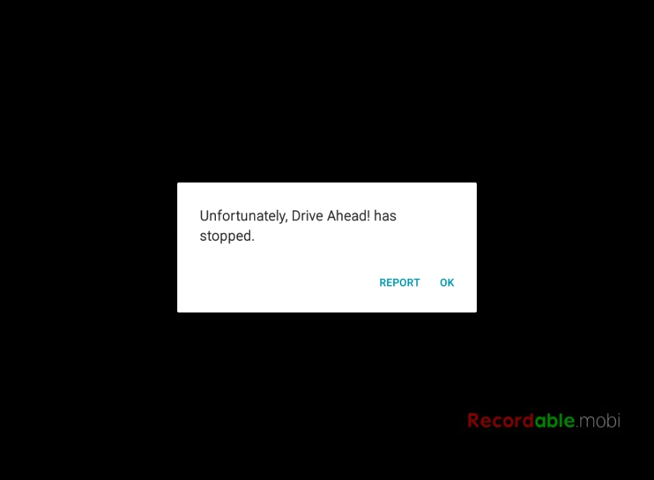 Unfortunately, Drive Ahead! has
stopped.
REPORT OK
Recordable.mobi